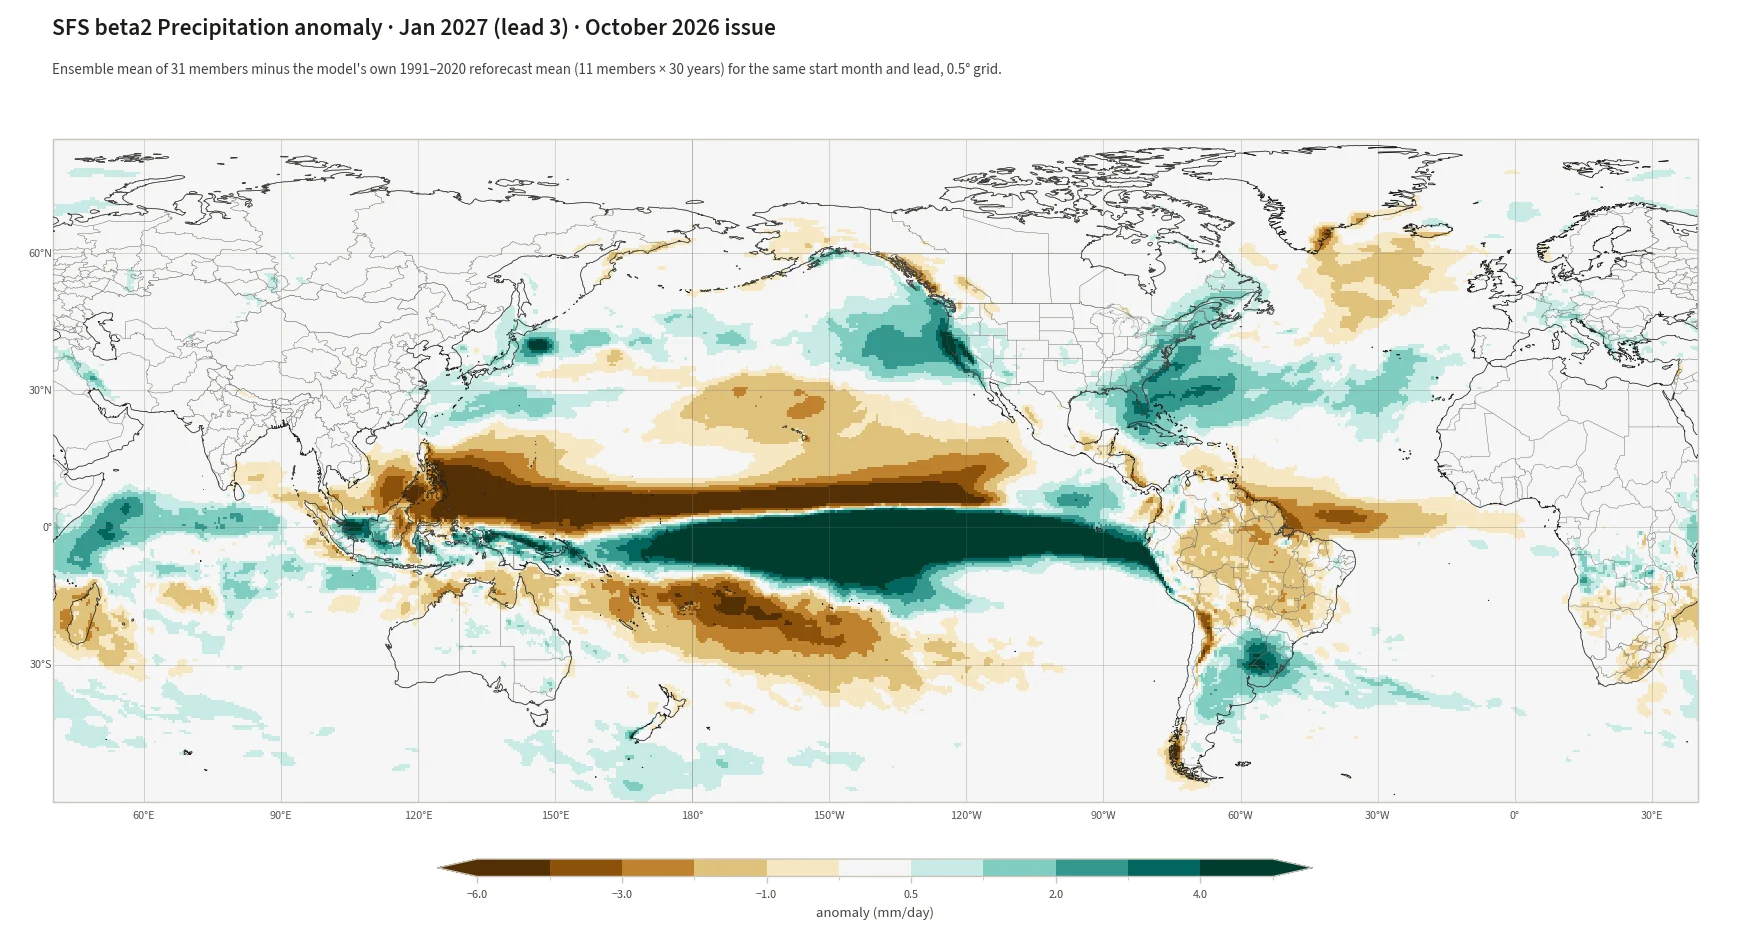 SFS beta2 Precipitation anomaly · Jan 2027 (lead 3) · October 2026 issue
Ensemble mean of 31 members minus the model's own 1991–2020 reforecast mean (11 members × 30 years) for the same start month and lead, 0.5° grid.
60°N
30°N
0°
30°S
60°E 90°E 120°E 150°E 180° 150°W 120°W 90°W 60°W 30°W 0° 30°E
−6.0 −3.0 −1.0 0.5 2.0 4.0
anomaly (mm/day)